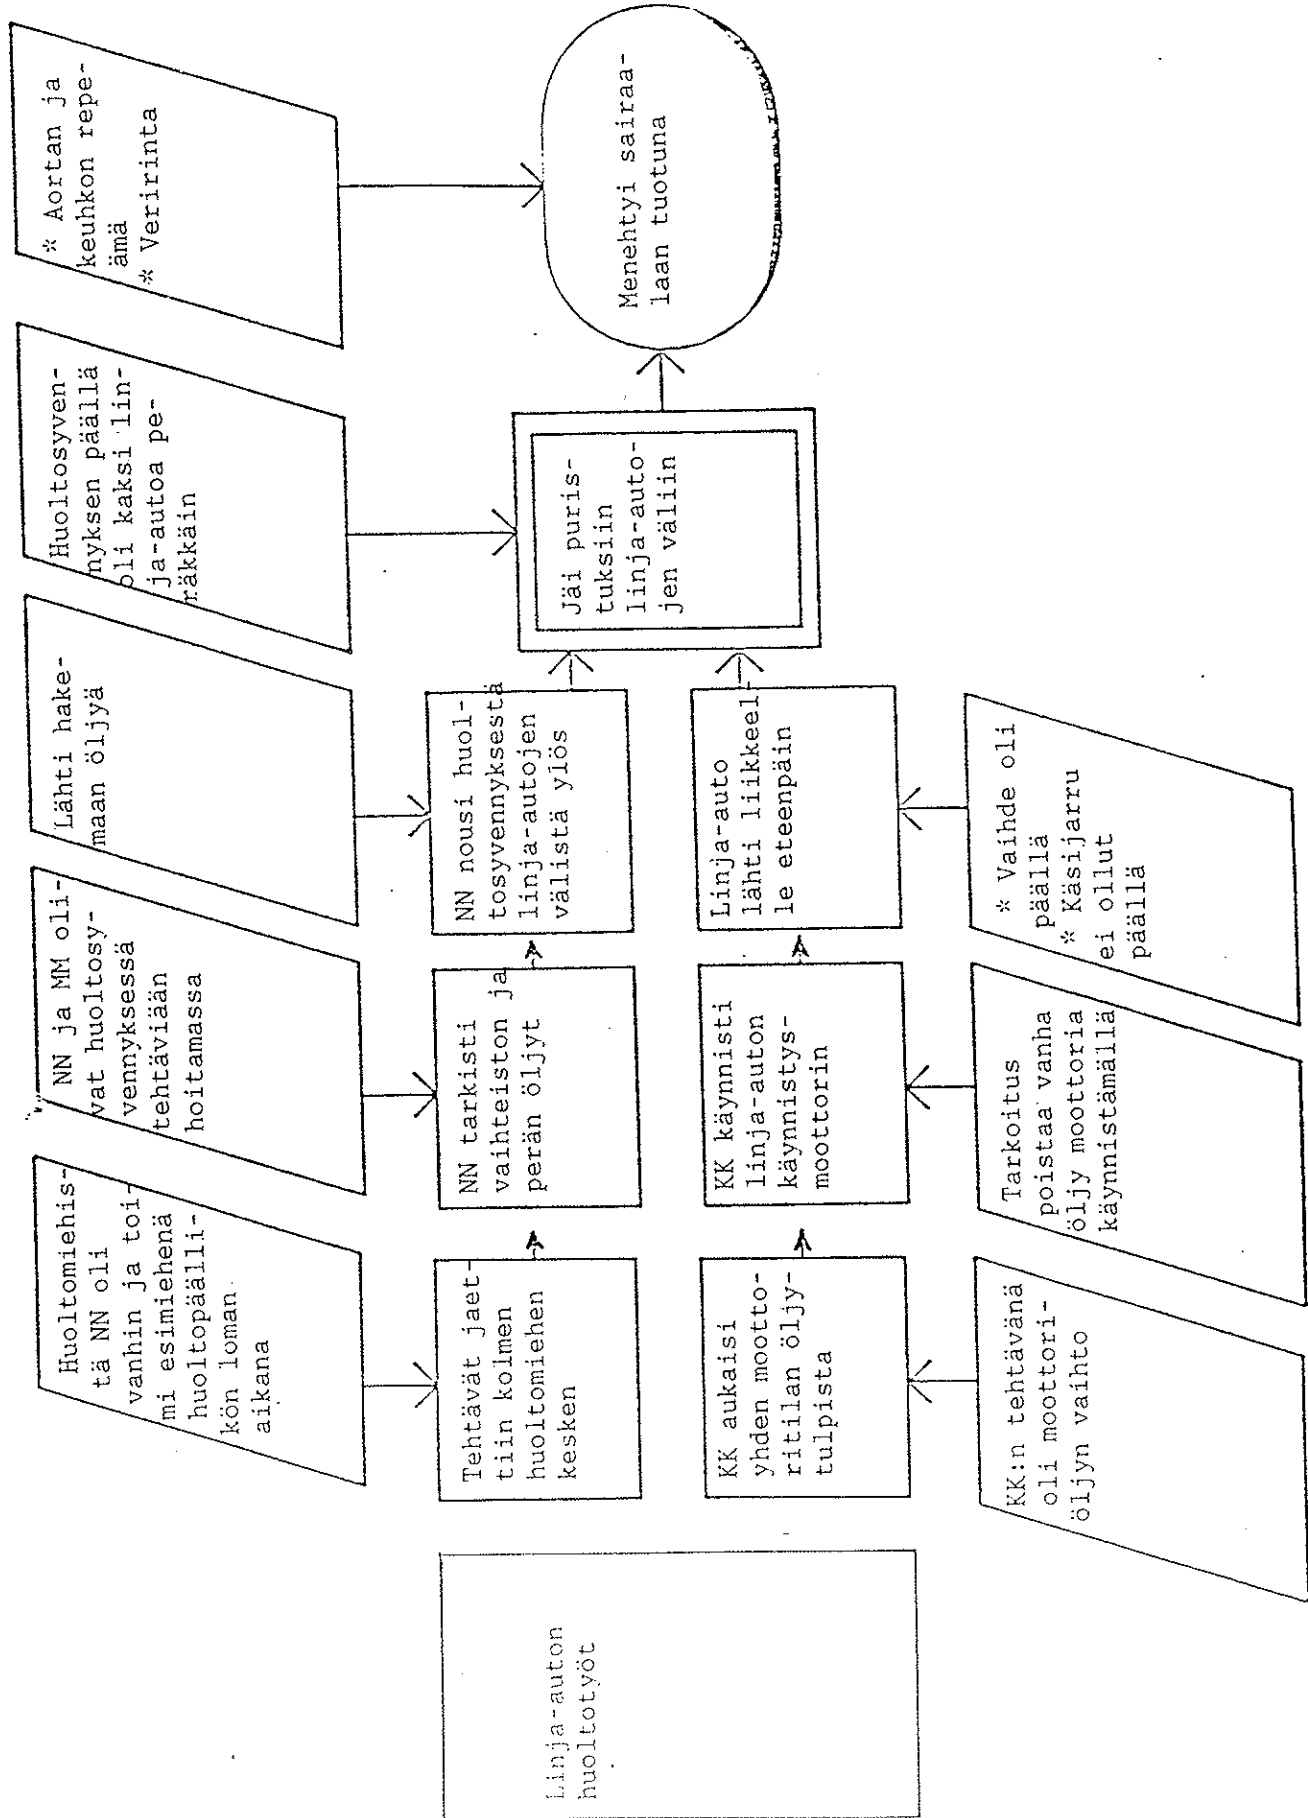 Huoltomiehis-
tä NN oli
vanhin ja toi-
mi esimiehenä
huoltopäälli-
kön loman
aikana
NN ja MM oli-
vat huoltosy-
vennyksessä
tehtäviään
hoitamassa
Lähti hake-
maan öljyä
Huoltosyven-
nyksen päällä
oli kaksi lin-
ja-autoa pe-
räkkäin
* Aortan ja
keuhkon repe-
ämä
* Veririnta
Linja-auton
huoltotyöt
Tehtävät jaet-
tiin kolmen
huoltomiehen
kesken
NN tarkisti
vaihteiston ja
perän öljyt
NN nousi huol-
tosyvennyksestä
linja-autojen
välistä ylös
Jäi puris-
tuksiin
linja-auto-
jen väliin
Menehtyi sairaa-
laan tuotuna
KK aukaisi
yhden mootto-
ritilan öljy-
tulpista
KK käynnisti
linja-auton
käynnistys-
moottorin
Linja-auto
lähti liikkeel-
le eteenpäin
KK:n tehtävänä
oli moottori-
öljyn vaihto
Tarkoitus
poistaa vanha
öljy moottoria
käynnistämällä
* Vaihde oli
päällä
* Käsijarru
ei ollut
päällä